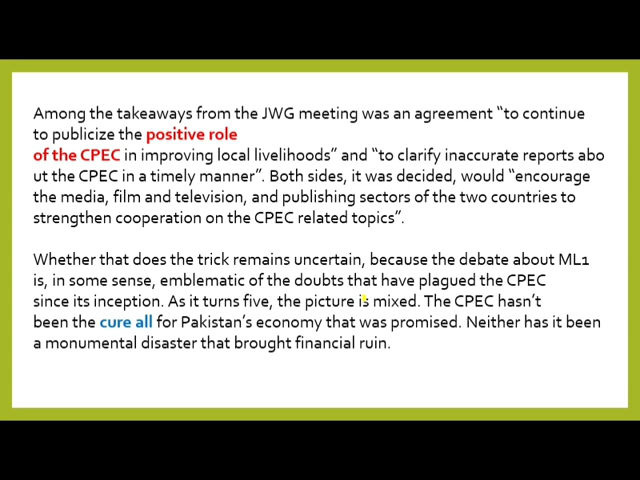 Among the takeaways from the JWG meeting was an agreement “to continue
to publicize the positive role
of the CPEC in improving local livelihoods” and “to clarify inaccurate reports abo
ut the CPEC in a timely manner”. Both sides, it was decided, would “encourage
the media, film and television, and publishing sectors of the two countries to
strengthen cooperation on the CPEC related topics”.
Whether that does the trick remains uncertain, because the debate about ML1
is, in some sense, emblematic of the doubts that have plagued the CPEC
since its inception. As it turns five, the picture is mixed. The CPEC hasn’t
been the cure all for Pakistan’s economy that was promised. Neither has it been
a monumental disaster that brought financial ruin.